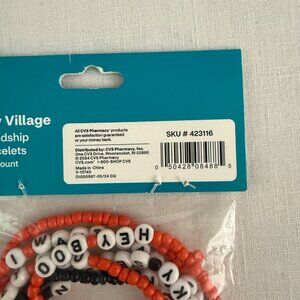 y Village
dship
celets
ount
All CVS Pharmacy® products
are satisfaction guaranteed
or your money back.
Distributed by: CVS Pharmacy, Inc.
One CVS Drive, Woonsocket, RI 02895
© 2024 CVS Pharmacy
CVS.com® 1-800-SHOP CVS
Made in China
V-13740
SKU # 423116
0 50428 08488 5
HEY BOO